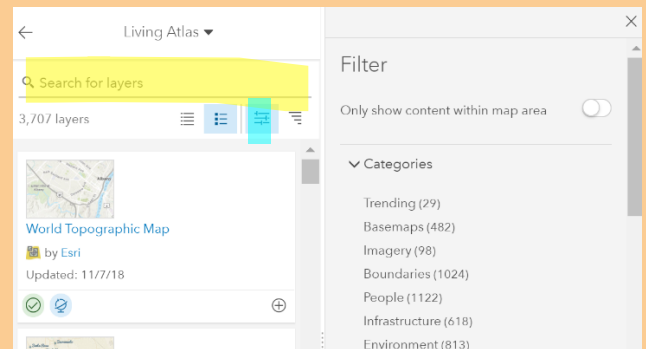 Living Atlas
Search for layers
3,707 layers
World Topographic Map
by Esri
Updated: 11/7/18
Filter
Only show content within map area
Categories
Trending (29)
Basemaps (482)
Imagery (98)
Boundaries (1024)
People (1122)
Infrastructure (618)
Environment (813)